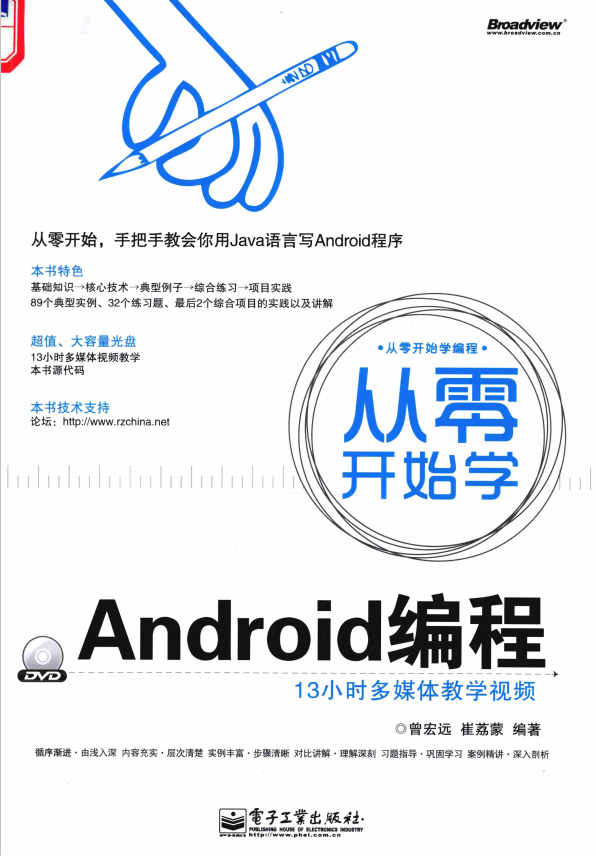 Broadview®
www.broadview.com.cn
从零开始，手把手教会你用Java语言写Android程序
本书特色
基础知识→核心技术→典型例子→综合练习→项目实践
89个典型实例、32个练习题、最后2个综合项目的实践以及讲解
超值、大容量光盘
13小时多媒体视频教学
本书源代码
本书技术支持
论坛：http://www.rzchina.net
•从零开始学编程•
从零
开始学
Android编程
DVD
13小时多媒体教学视频
◎曾宏远 崔荔蒙 编著
循序渐进·由浅入深 内容充实·层次清楚 实例丰富·步骤清晰 对比讲解·理解深刻 习题指导·巩固学习 案例精讲·深入剖析
電子工業出版社·
PUBLISHING HOUSE OF ELECTRONICS INDUSTRY
http://www.phei.com.cn